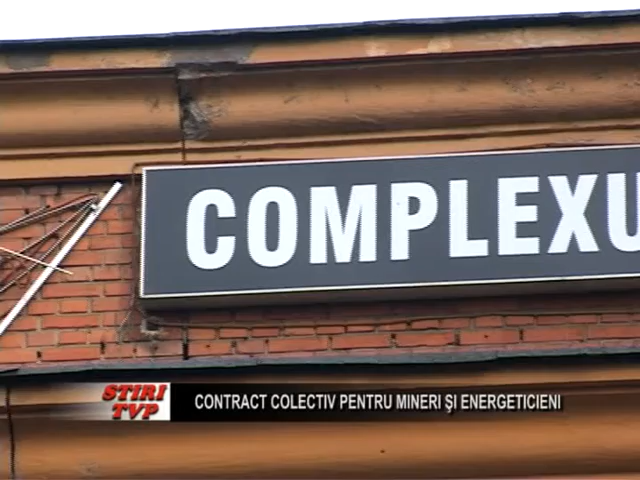 COMPLEXU
STIRI
TVP
CONTRACT COLECTIV PENTRU MINERI ŞI ENERGETICIENI